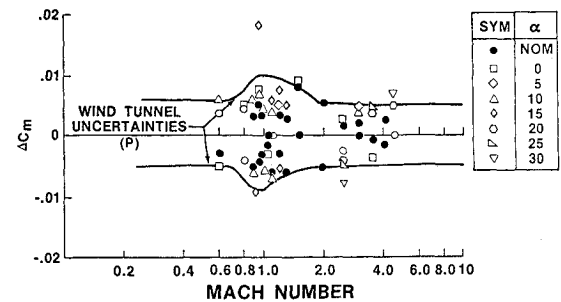 .02
.01
0
-.01
-.02
ΔCm
WIND TUNNEL
UNCERTAINTIES
(P)
0.2 0.4 0.6 0.8 1.0 2.0 4.0 6.0 8.0 10
MACH NUMBER
SYM α
NOM
0
5
10
15
20
25
30